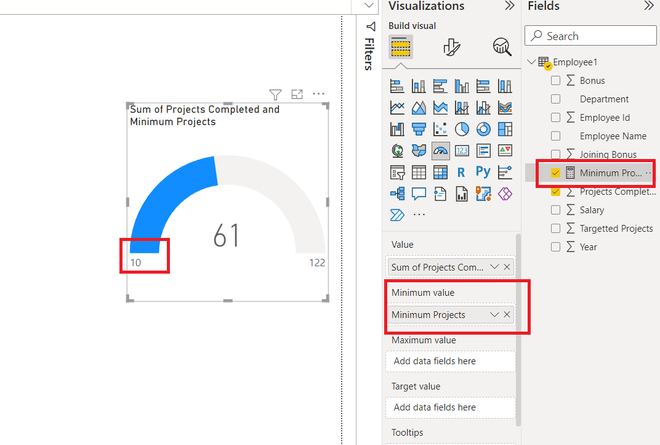 Sum of Projects Completed and
Minimum Projects
61
10
122
Filters
Visualizations
Build visual
123
R
Py
...
Value
Sum of Projects Com...
Minimum value
Minimum Projects
Maximum value
Add data fields here
Target value
Add data fields here
Tooltips
Fields
Search
Employee1
Bonus
Department
Employee Id
Employee Name
Joining Bonus
Minimum Pro...
Projects Complet...
Salary
Targetted Projects
Year